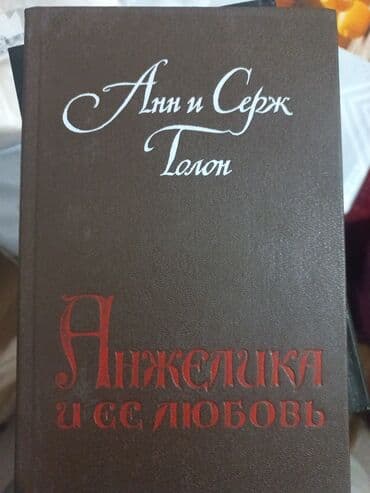 Анн и Серж
Голон
Анжелика
и ее любовь